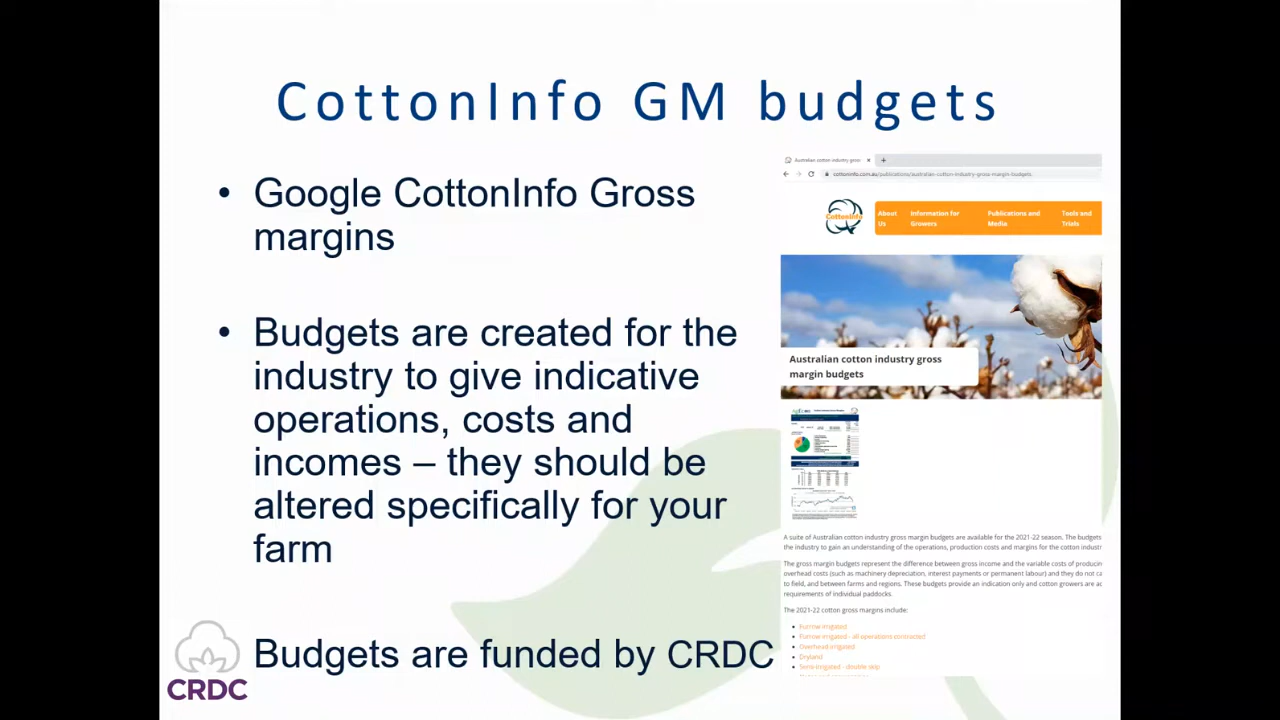 CottonInfo GM budgets
• Google CottonInfo Gross
margins
• Budgets are created for the
industry to give indicative
operations, costs and
incomes – they should be
altered specifically for your
farm
Budgets are funded by CRDC
CRDC
Australian cotton industry gross
cottoninfo.com.au/publications/australian-cotton-industry-gross-margin-budgets
CottonInfo
About
Us
Information for
Growers
Publications and
Media
Tools and
Trials
Australian cotton industry gross
margin budgets
A suite of Australian cotton industry gross margin budgets are available for the 2021-22 season. The budgets
the industry to gain an understanding of the operations, production costs and margins for the cotton
The gross margin budgets represent the difference between gross income and the variable costs of
overhead costs (such as machinery depreciation, interest payments or permanent labour) and they do not
to field, and between farms and regions. These budgets provide an indication only and cotton growers are
requirements of individual paddocks.
The 2021-22 cotton gross margins include:
• Furrow irrigated
• Furrow irrigated - all operations contracted
• Overhead irrigated
• Dryland
• Semi-irrigated - double skip